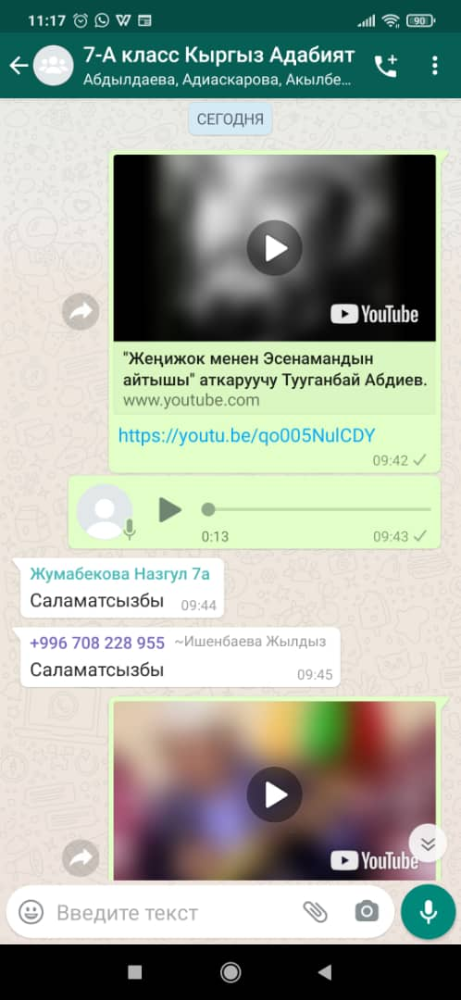 11:17
90
7-А класс Кыргыз Адабият
Абдылдаева, Адиаскарова, Акылбе...
СЕГОДНЯ
YouTube
"Жеңижок менен Эсенамандын
айтышы" аткаруучу Тууганбай Абдиев.
www.youtube.com
https://youtu.be/qo005NulCDY
09:42
0:13
09:43
Жумабекова Назгул 7а
Саламатсызбы 09:44
+996 708 228 955 ~Ишенбаева Жылдыз
Саламатсызбы
09:45
YouTube
Введите текст